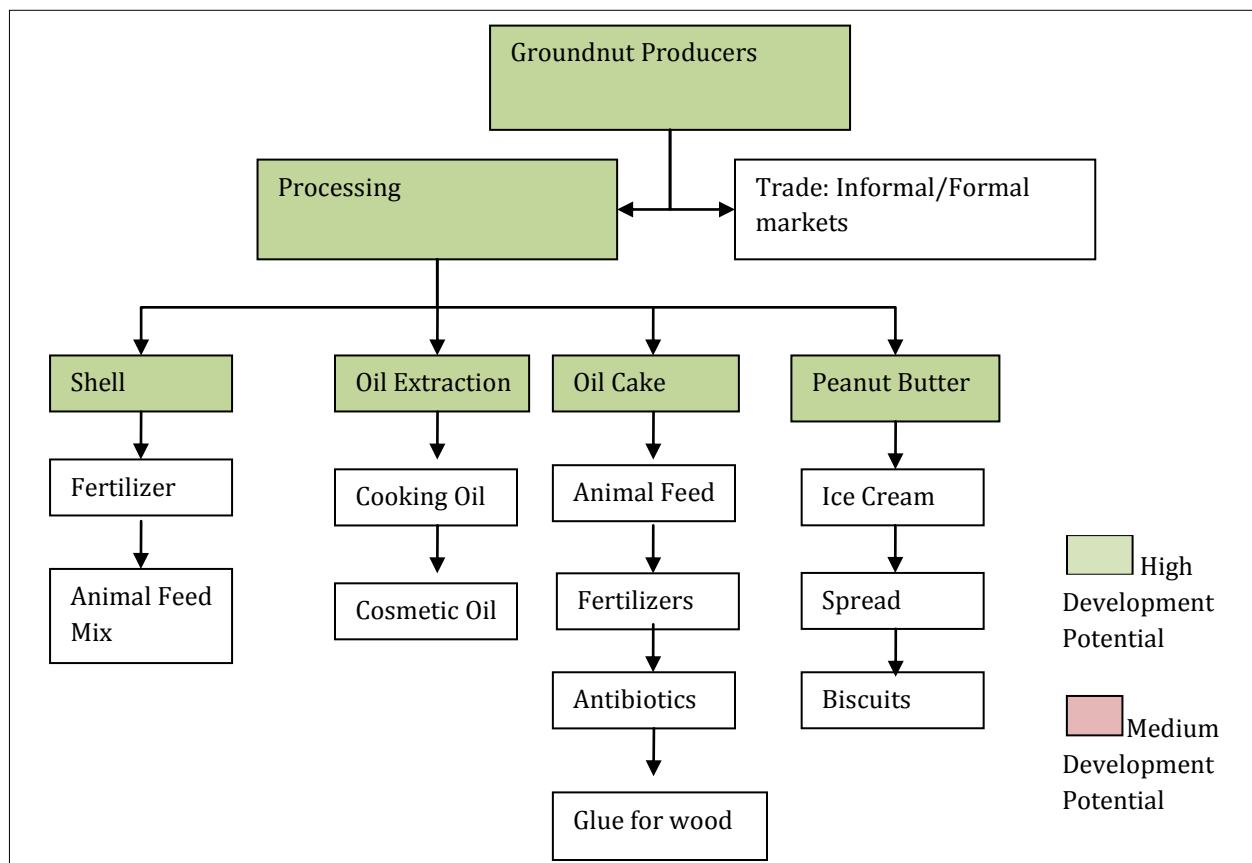 Groundnut Producers
Processing
Trade: Informal/Formal
markets
Shell
Oil Extraction
Oil Cake
Peanut Butter
Fertilizer
Cooking Oil
Animal Feed
Ice Cream
Animal Feed
Mix
Cosmetic Oil
Fertilizers
Spread
Antibiotics
Biscuits
Glue for wood
High
Development
Potential
Medium
Development
Potential